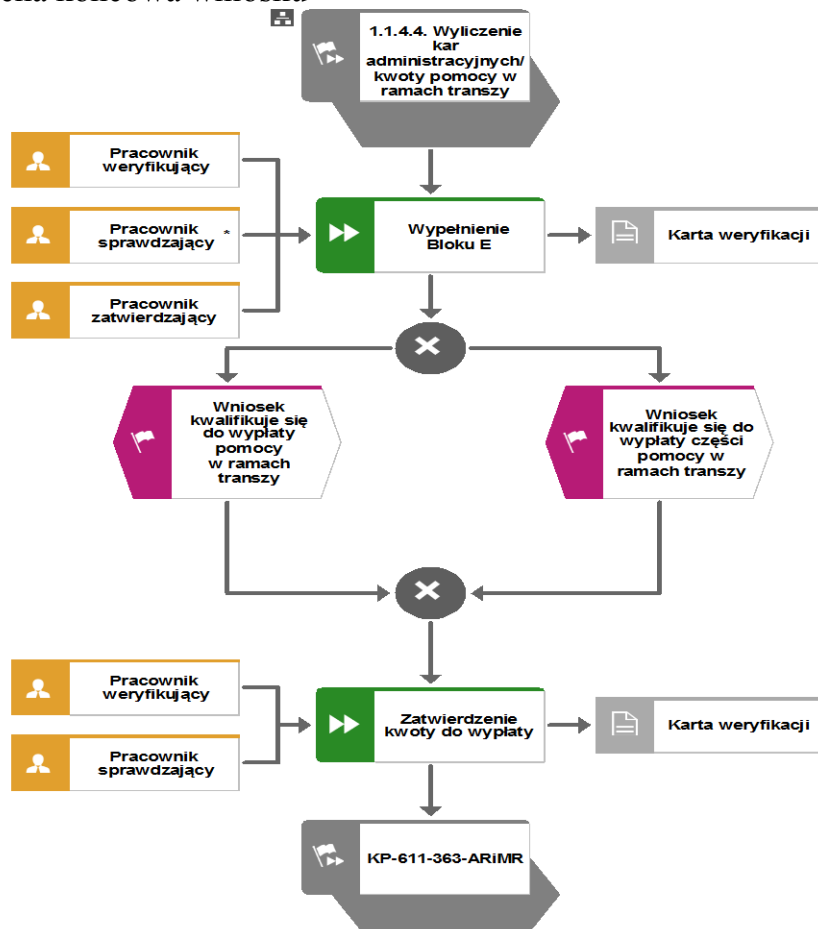 końcowa wniosku
1.1.4.4. Wyliczenie
kar
administracyjnych/
kwoty pomocy w
ramach transzy
Pracownik
weryfikujący
Pracownik
sprawdzający *
Pracownik
zatwierdzający
Wypełnienie
Bloku E
Karta weryfikacji
Wniosek
kwalifikuje się
do wypłaty
pomocy
w ramach
transzy
Wniosek
kwalifikuje się do
wypłaty części
pomocy w
ramach transzy
Pracownik
weryfikujący
Pracownik
sprawdzający
Zatwierdzenie
kwoty do wypłaty
Karta weryfikacji
KP-611-363-ARiMR